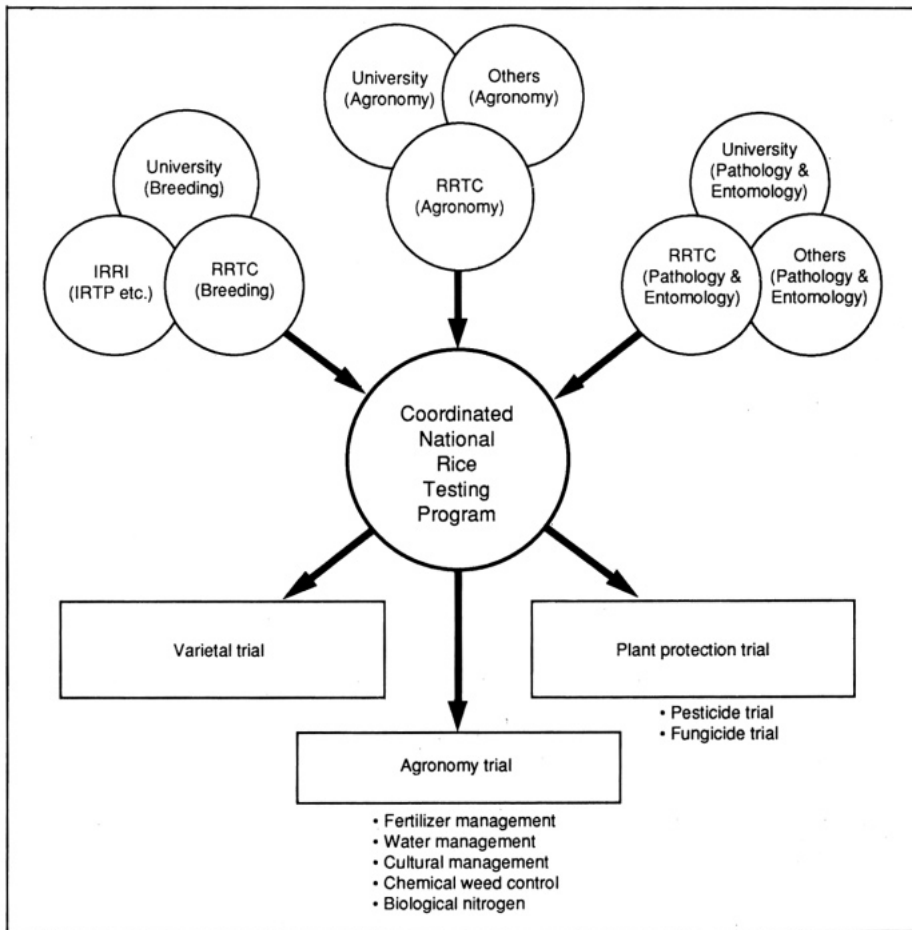 University
(Agronomy)
Others
(Agronomy)
RRTC
(Agronomy)
University
(Breeding)
IRRI
(IRTP etc.)
RRTC
(Breeding)
University
(Pathology &
Entomology)
RRTC
(Pathology &
Entomology)
Others
(Pathology &
Entomology)
Coordinated
National
Rice
Testing
Program
Varietal trial
Plant protection trial
• Pesticide trial
• Fungicide trial
Agronomy trial
• Fertilizer management
• Water management
• Cultural management
• Chemical weed control
• Biological nitrogen